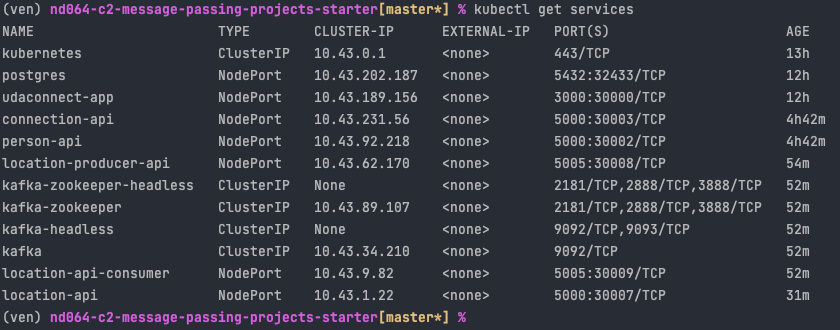 (ven) nd064-c2-message-passing-projects-starter[master*] % kubectl get services
NAME TYPE CLUSTER-IP EXTERNAL-IP PORT(S) AGE
kubernetes ClusterIP 10.43.0.1 <none> 443/TCP 13h
postgres NodePort 10.43.202.187 <none> 5432:32433/TCP 12h
udaconnect-app NodePort 10.43.189.156 <none> 3000:30000/TCP 12h
connection-api NodePort 10.43.231.56 <none> 5000:30003/TCP 4h42m
person-api NodePort 10.43.92.218 <none> 5000:30002/TCP 4h42m
location-producer-api NodePort 10.43.62.170 <none> 5005:30008/TCP 54m
kafka-zookeeper-headless ClusterIP None <none> 2181/TCP,2888/TCP,3888/TCP 52m
kafka-zookeeper ClusterIP 10.43.89.107 <none> 2181/TCP,2888/TCP,3888/TCP 52m
kafka-headless ClusterIP None <none> 9092/TCP,9093/TCP 52m
kafka ClusterIP 10.43.34.210 <none> 9092/TCP 52m
location-api-consumer NodePort 10.43.9.82 <none> 5005:30009/TCP 52m
location-api NodePort 10.43.1.22 <none> 5000:30007/TCP 31m
(ven) nd064-c2-message-passing-projects-starter[master*] %